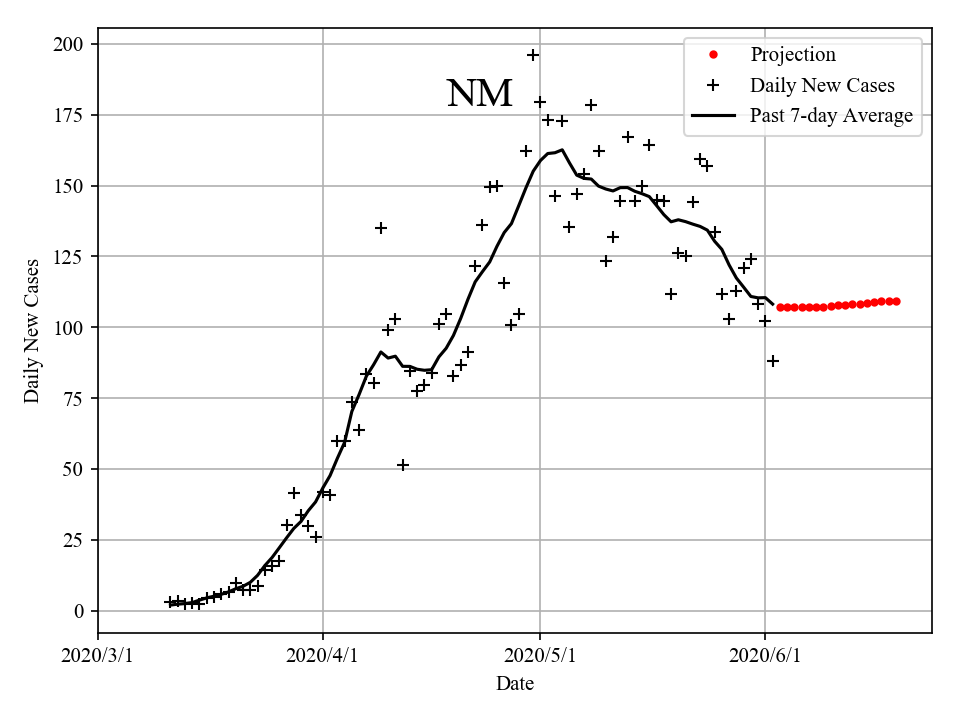 200
175
150
125
100
75
50
25
0
Daily New Cases
NM
Projection
Daily New Cases
Past 7-day Average
2020/3/1
2020/4/1
2020/5/1
2020/6/1
Date